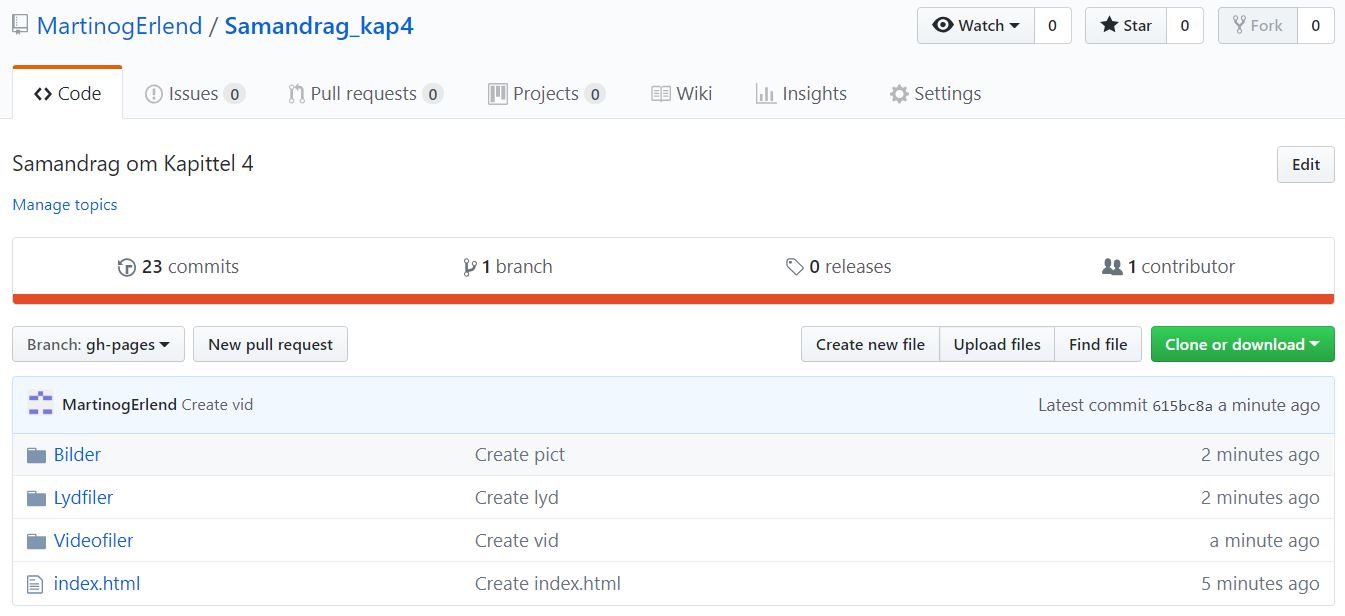 MartinogErlend / Samandrag_kap4 Watch 0 Star 0 Fork 0
Code Issues 0 Pull requests 0 Projects 0 Wiki Insights Settings
Samandrag om Kapittel 4 Edit
Manage topics
23 commits 1 branch 0 releases 1 contributor
Branch: gh-pages New pull request Create new file Upload files Find file Clone or download
MartinogErlend Create vid Latest commit 615bc8a a minute ago
Bilder Create pict 2 minutes ago
Lydfiler Create lyd 2 minutes ago
Videofiler Create vid a minute ago
index.html Create index.html 5 minutes ago